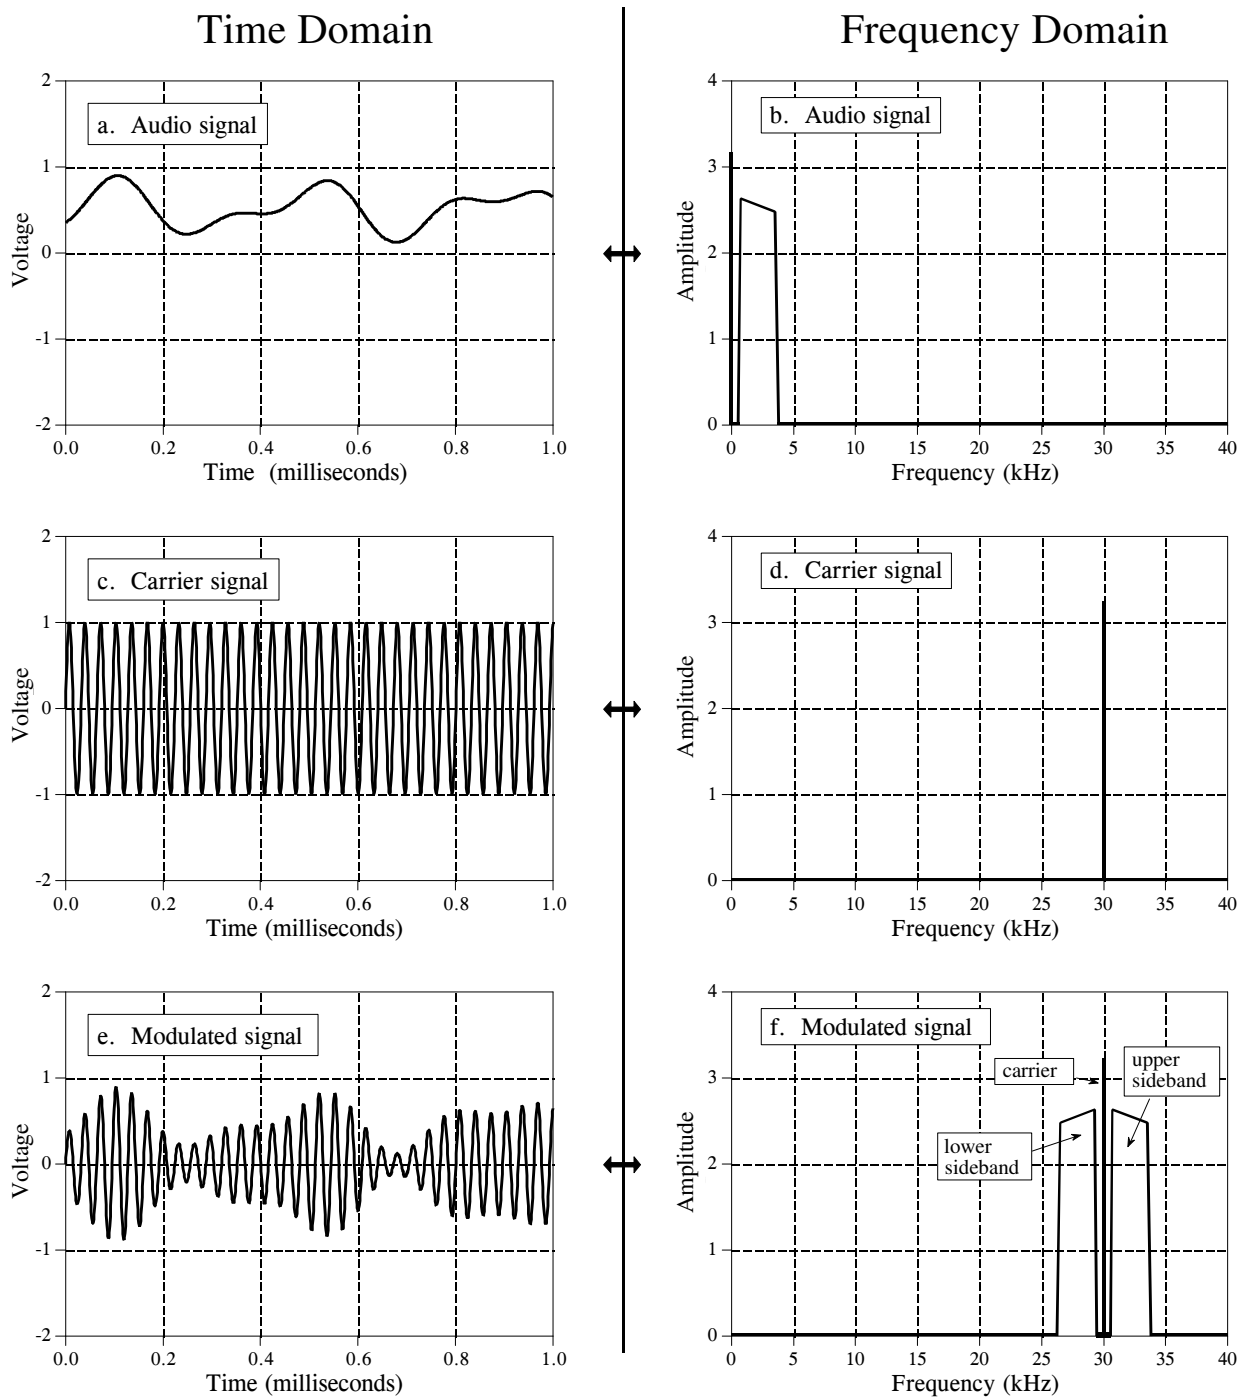 Time Domain
Frequency Domain
a. Audio signal
2
1
0
-1
-2
Voltage
0.0 0.2 0.4 0.6 0.8 1.0
Time (milliseconds)
b. Audio signal
4
3
2
1
0
Amplitude
0 5 10 15 20 25 30 35 40
Frequency (kHz)
c. Carrier signal
2
1
0
-1
-2
Voltage
0.0 0.2 0.4 0.6 0.8 1.0
Time (milliseconds)
d. Carrier signal
4
3
2
1
0
Amplitude
0 5 10 15 20 25 30 35 40
Frequency (kHz)
e. Modulated signal
2
1
0
-1
-2
Voltage
0.0 0.2 0.4 0.6 0.8 1.0
Time (milliseconds)
f. Modulated signal
4
3
2
1
0
Amplitude
carrier
upper
sideband
lower
sideband
0 5 10 15 20 25 30 35 40
Frequency (kHz)